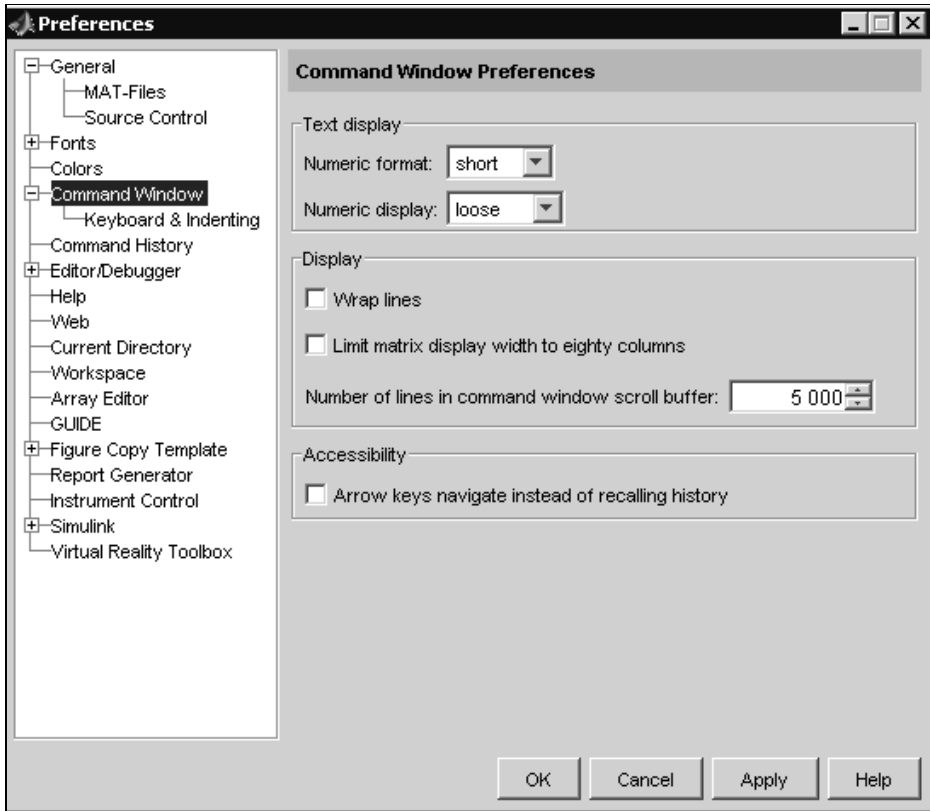 Preferences
General
MAT-Files
Source Control
Fonts
Colors
Command Window
Keyboard & Indenting
Command History
Editor/Debugger
Help
Web
Current Directory
Workspace
Array Editor
GUIDE
Figure Copy Template
Report Generator
Instrument Control
Simulink
Virtual Reality Toolbox
Command Window Preferences
Text display
Numeric format: short
Numeric display: loose
Display
Wrap lines
Limit matrix display width to eighty columns
Number of lines in command window scroll buffer: 5 000
Accessibility
Arrow keys navigate instead of recalling history
OK Cancel Apply Help